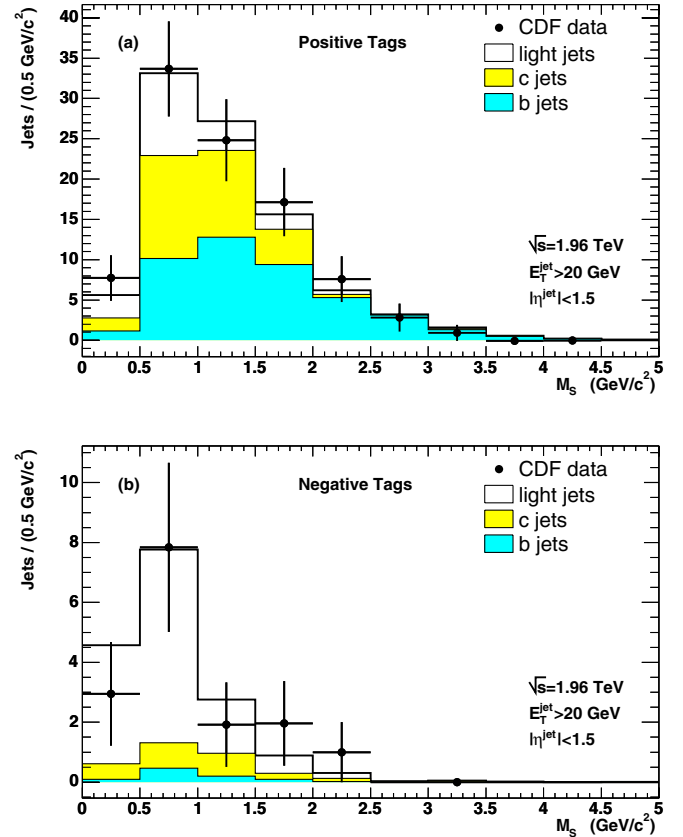 Jets / (0.5 GeV/c²)
40
35
30
25
20
15
10
5
0
(a)
Positive Tags
CDF data
light jets
c jets
b jets
√s=1.96 TeV
E_T^jet>20 GeV
|η^jet|<1.5
0 0.5 1 1.5 2 2.5 3 3.5 4 4.5 5
M_S (GeV/c²)
Jets / (0.5 GeV/c²)
10
8
6
4
2
0
(b)
Negative Tags
CDF data
light jets
c jets
b jets
√s=1.96 TeV
E_T^jet>20 GeV
|η^jet|<1.5
0 0.5 1 1.5 2 2.5 3 3.5 4 4.5 5
M_S (GeV/c²)